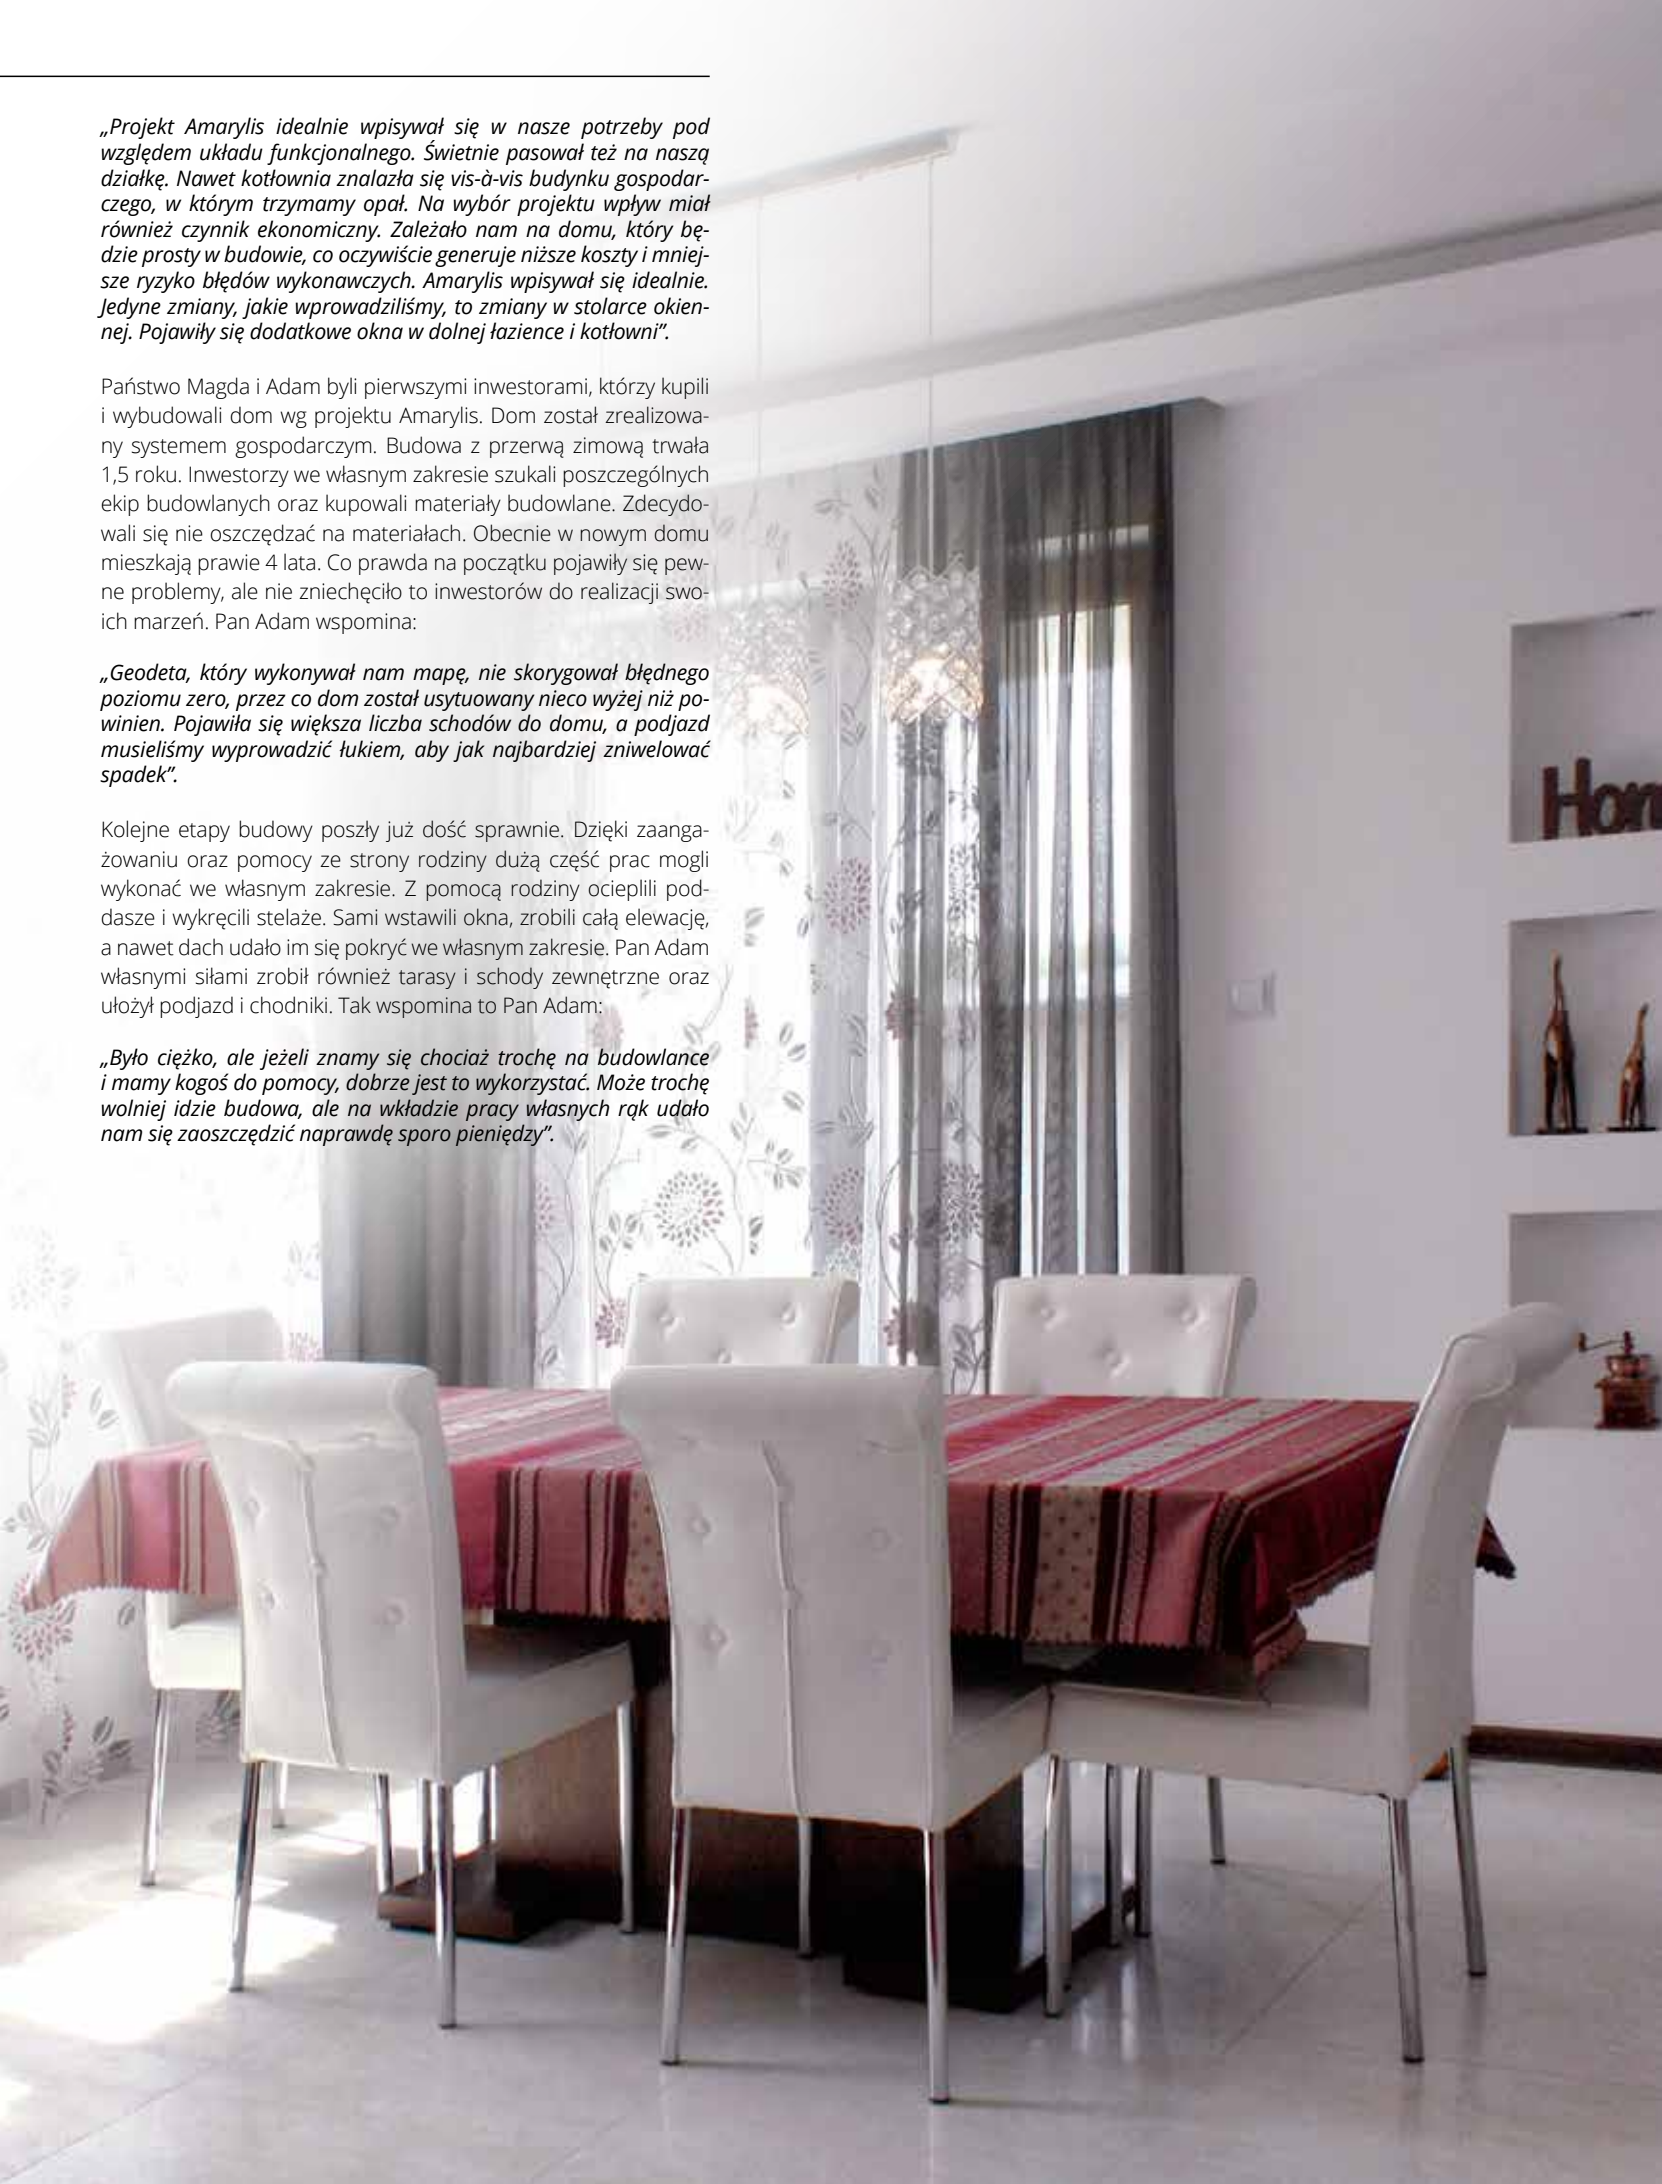 „Projekt Amarylis idealnie wpisywał się w nasze potrzeby pod
względem układu funkcjonalnego. Świetnie pasował też na naszą
działkę. Nawet kotłownia znalazła się vis-à-vis budynku gospodar-
czego, w którym trzymamy opał. Na wybór projektu wpływ miał
również czynnik ekonomiczny. Zależało nam na domu, który bę-
dzie prosty w budowie, co oczywiście generuje niższe koszty i mniej-
sze ryzyko błędów wykonawczych. Amarylis wpisywał się idealnie.
Jedyne zmiany, jakie wprowadziliśmy, to zmiany w stolarce okien-
nej. Pojawiły się dodatkowe okna w dolnej łazience i kotłowni”.
Państwo Magda i Adam byli pierwszymi inwestorami, którzy kupili
i wybudowali dom wg projektu Amarylis. Dom został zrealizowa-
ny systemem gospodarczym. Budowa z przerwą zimową trwała
1,5 roku. Inwestorzy we własnym zakresie szukali poszczególnych
ekip budowlanych oraz kupowali materiały budowlane. Zdecydo-
wali się nie oszczędzać na materiałach. Obecnie w nowym domu
mieszkają prawie 4 lata. Co prawda na początku pojawiły się pew-
ne problemy, ale nie zniechęciło to inwestorów do realizacji swo-
ich marzeń. Pan Adam wspomina:
„Geodeta, który wykonywał nam mapę, nie skorygował błędnego
poziomu zero, przez co dom został usytuowany nieco wyżej niż po-
winien. Pojawiła się większa liczba schodów do domu, a podjazd
musieliśmy wyprowadzić łukiem, aby jak najbardziej zniwelować
spadek”.
Kolejne etapy budowy poszły już dość sprawnie. Dzięki zaanga-
żowaniu oraz pomocy ze strony rodziny dużą część prac mogli
wykonać we własnym zakresie. Z pomocą rodziny ocieplili pod-
dasze i wykręcili stelaże. Sami wstawili okna, zrobili całą elewację,
a nawet dach udało im się pokryć we własnym zakresie. Pan Adam
własnymi siłami zrobił również tarasy i schody zewnętrzne oraz
ułożył podjazd i chodniki. Tak wspomina to Pan Adam:
„Było ciężko, ale jeżeli znamy się chociaż trochę na budowlance
i mamy kogoś do pomocy, dobrze jest to wykorzystać. Może trochę
wolniej idzie budowa, ale na wkładzie pracy własnych rąk udało
nam się zaoszczędzić naprawdę sporo pieniędzy”.